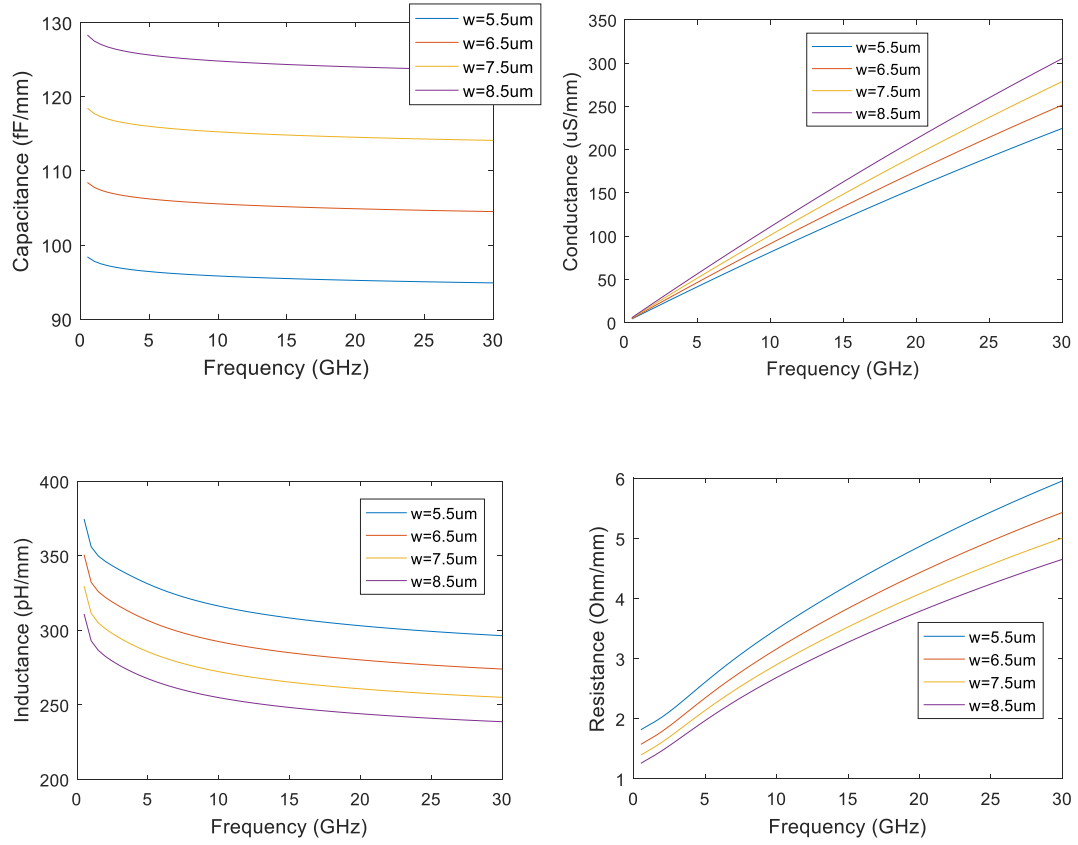 130
120
110
100
90
Capacitance (fF/mm)
w=5.5um
w=6.5um
w=7.5um
w=8.5um
0 5 10 15 20 25 30
Frequency (GHz)
350
300
250
200
150
100
50
0
Conductance (uS/mm)
w=5.5um
w=6.5um
w=7.5um
w=8.5um
0 5 10 15 20 25 30
Frequency (GHz)
400
350
300
250
200
Inductance (pH/mm)
w=5.5um
w=6.5um
w=7.5um
w=8.5um
0 5 10 15 20 25 30
Frequency (GHz)
6
5
4
3
2
1
Resistance (Ohm/mm)
w=5.5um
w=6.5um
w=7.5um
w=8.5um
0 5 10 15 20 25 30
Frequency (GHz)